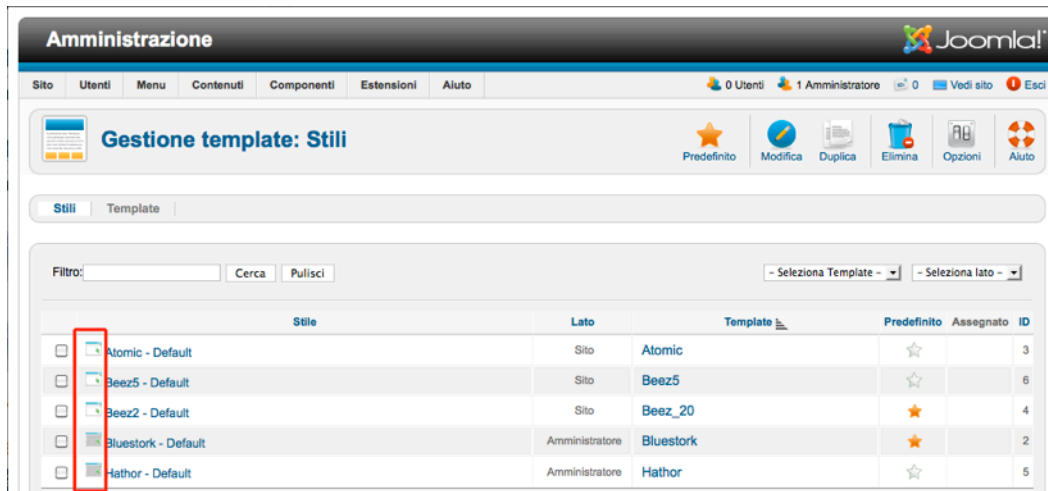 Amministrazione Joomla!
Sito Utenti Menu Contenuti Componenti Estensioni Aiuto 0 Utenti 1 Amministratore 0 Vedi sito Esci
Gestione template: Stili
Predefinito Modifica Duplica Elimina Opzioni Aiuto
Stili Template
Filtro: Cerca Pulisci - Seleziona Template - - Seleziona lato -
Stile Lato Template Predefinito Assegnato ID
Atomic - Default Sito Atomic 3
Beez5 - Default Sito Beez5 6
Beez2 - Default Sito Beez_20 4
Bluestork - Default Amministratore Bluestork 2
Hathor - Default Amministratore Hathor 5